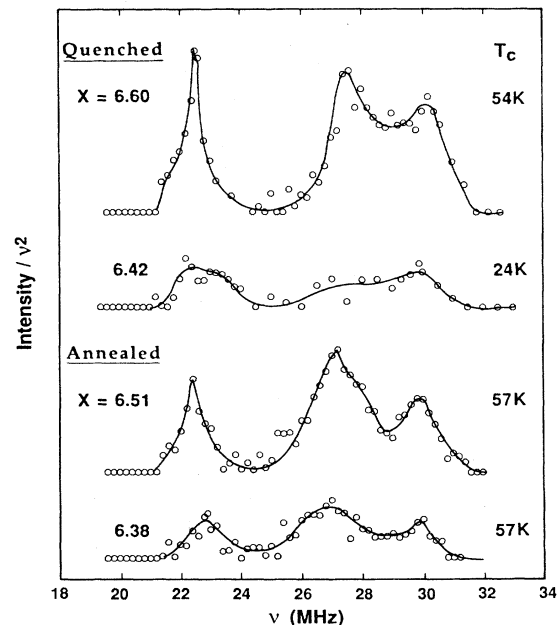 Quenched
T_c
X = 6.60
54K
6.42
24K
Annealed
X = 6.51
57K
6.38
57K
Intensity / ν²
18 20 22 24 26 28 30 32 34
ν (MHz)